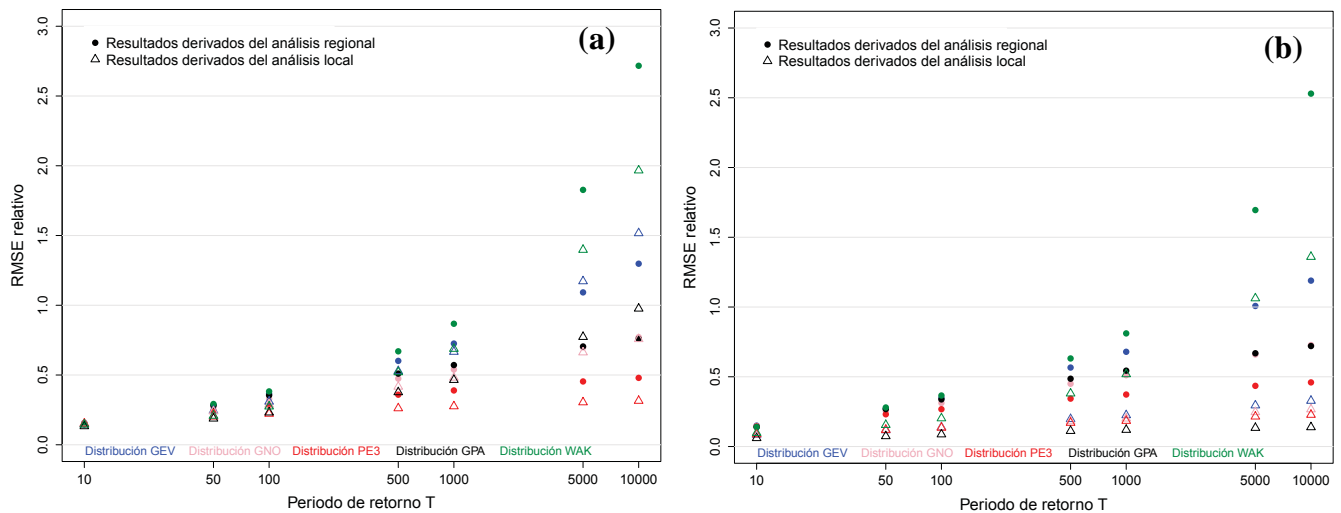 (a)
● Resultados derivados del análisis regional
△ Resultados derivados del análisis local
RMSE relativo
3.0
2.5
2.0
1.5
1.0
0.5
0.0
Distribución GEV Distribución GNO Distribución PE3 Distribución GPA Distribución WAK
10 50 100 500 1000 5000 10000
Periodo de retorno T
(b)
● Resultados derivados del análisis regional
△ Resultados derivados del análisis local
RMSE relativo
3.0
2.5
2.0
1.5
1.0
0.5
0.0
Distribución GEV Distribución GNO Distribución PE3 Distribución GPA Distribución WAK
10 50 100 500 1000 5000 10000
Periodo de retorno T